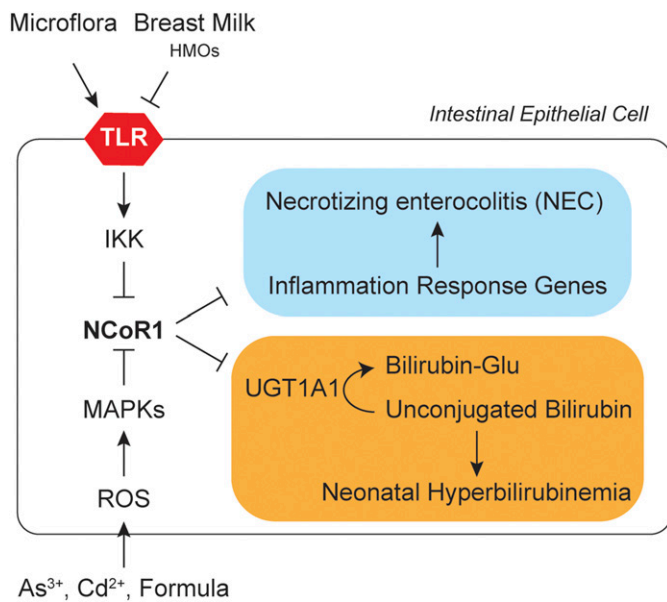 Microflora Breast Milk
HMOs
Intestinal Epithelial Cell
TLR
IKK
NCoR1
MAPKs
ROS
As³⁺, Cd²⁺, Formula
Necrotizing enterocolitis (NEC)
Inflammation Response Genes
UGT1A1
Bilirubin-Glu
Unconjugated Bilirubin
Neonatal Hyperbilirubinemia